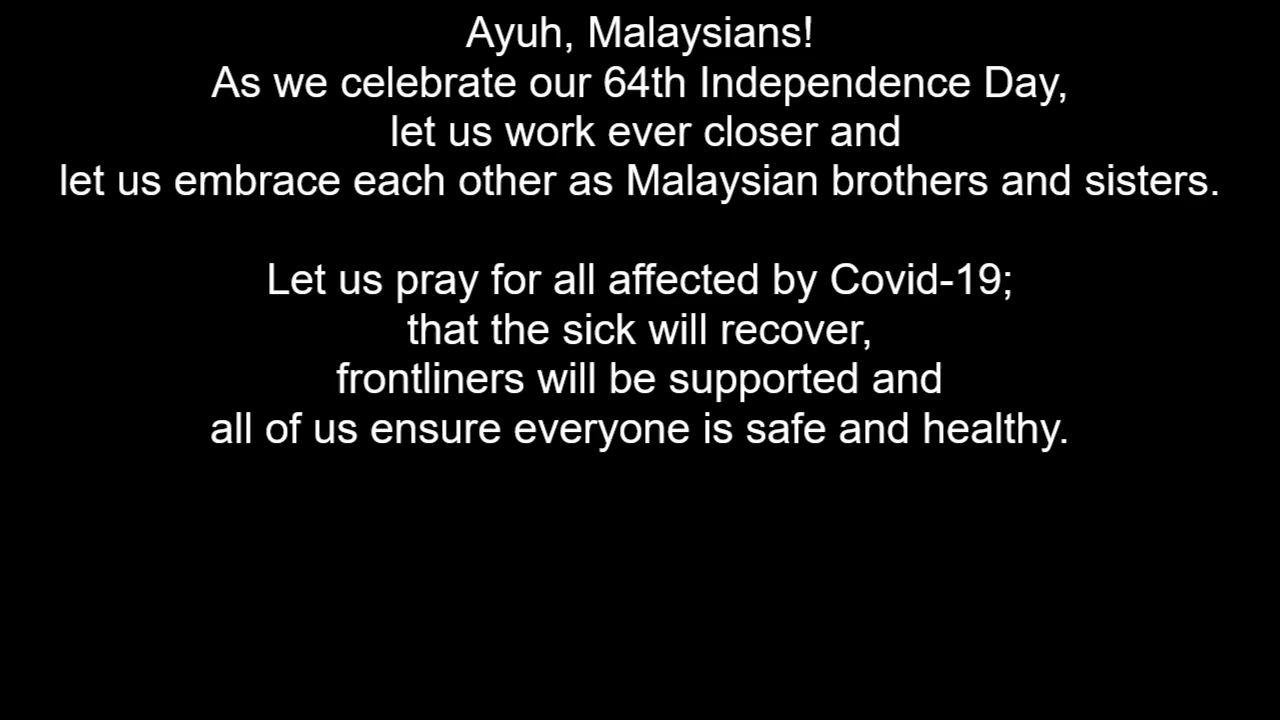 Ayuh, Malaysians!
As we celebrate our 64th Independence Day,
let us work ever closer and
let us embrace each other as Malaysian brothers and sisters.
Let us pray for all affected by Covid-19;
that the sick will recover,
frontliners will be supported and
all of us ensure everyone is safe and healthy.